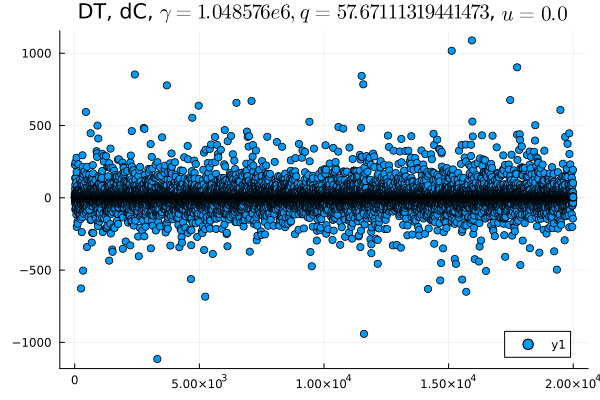 DT, dC, γ = 1.048576e6, q = 57.67111319441473, u = 0.0
1000
500
0
−500
−1000
y1
0 5.00×10³ 1.00×10⁴ 1.50×10⁴ 2.00×10⁴